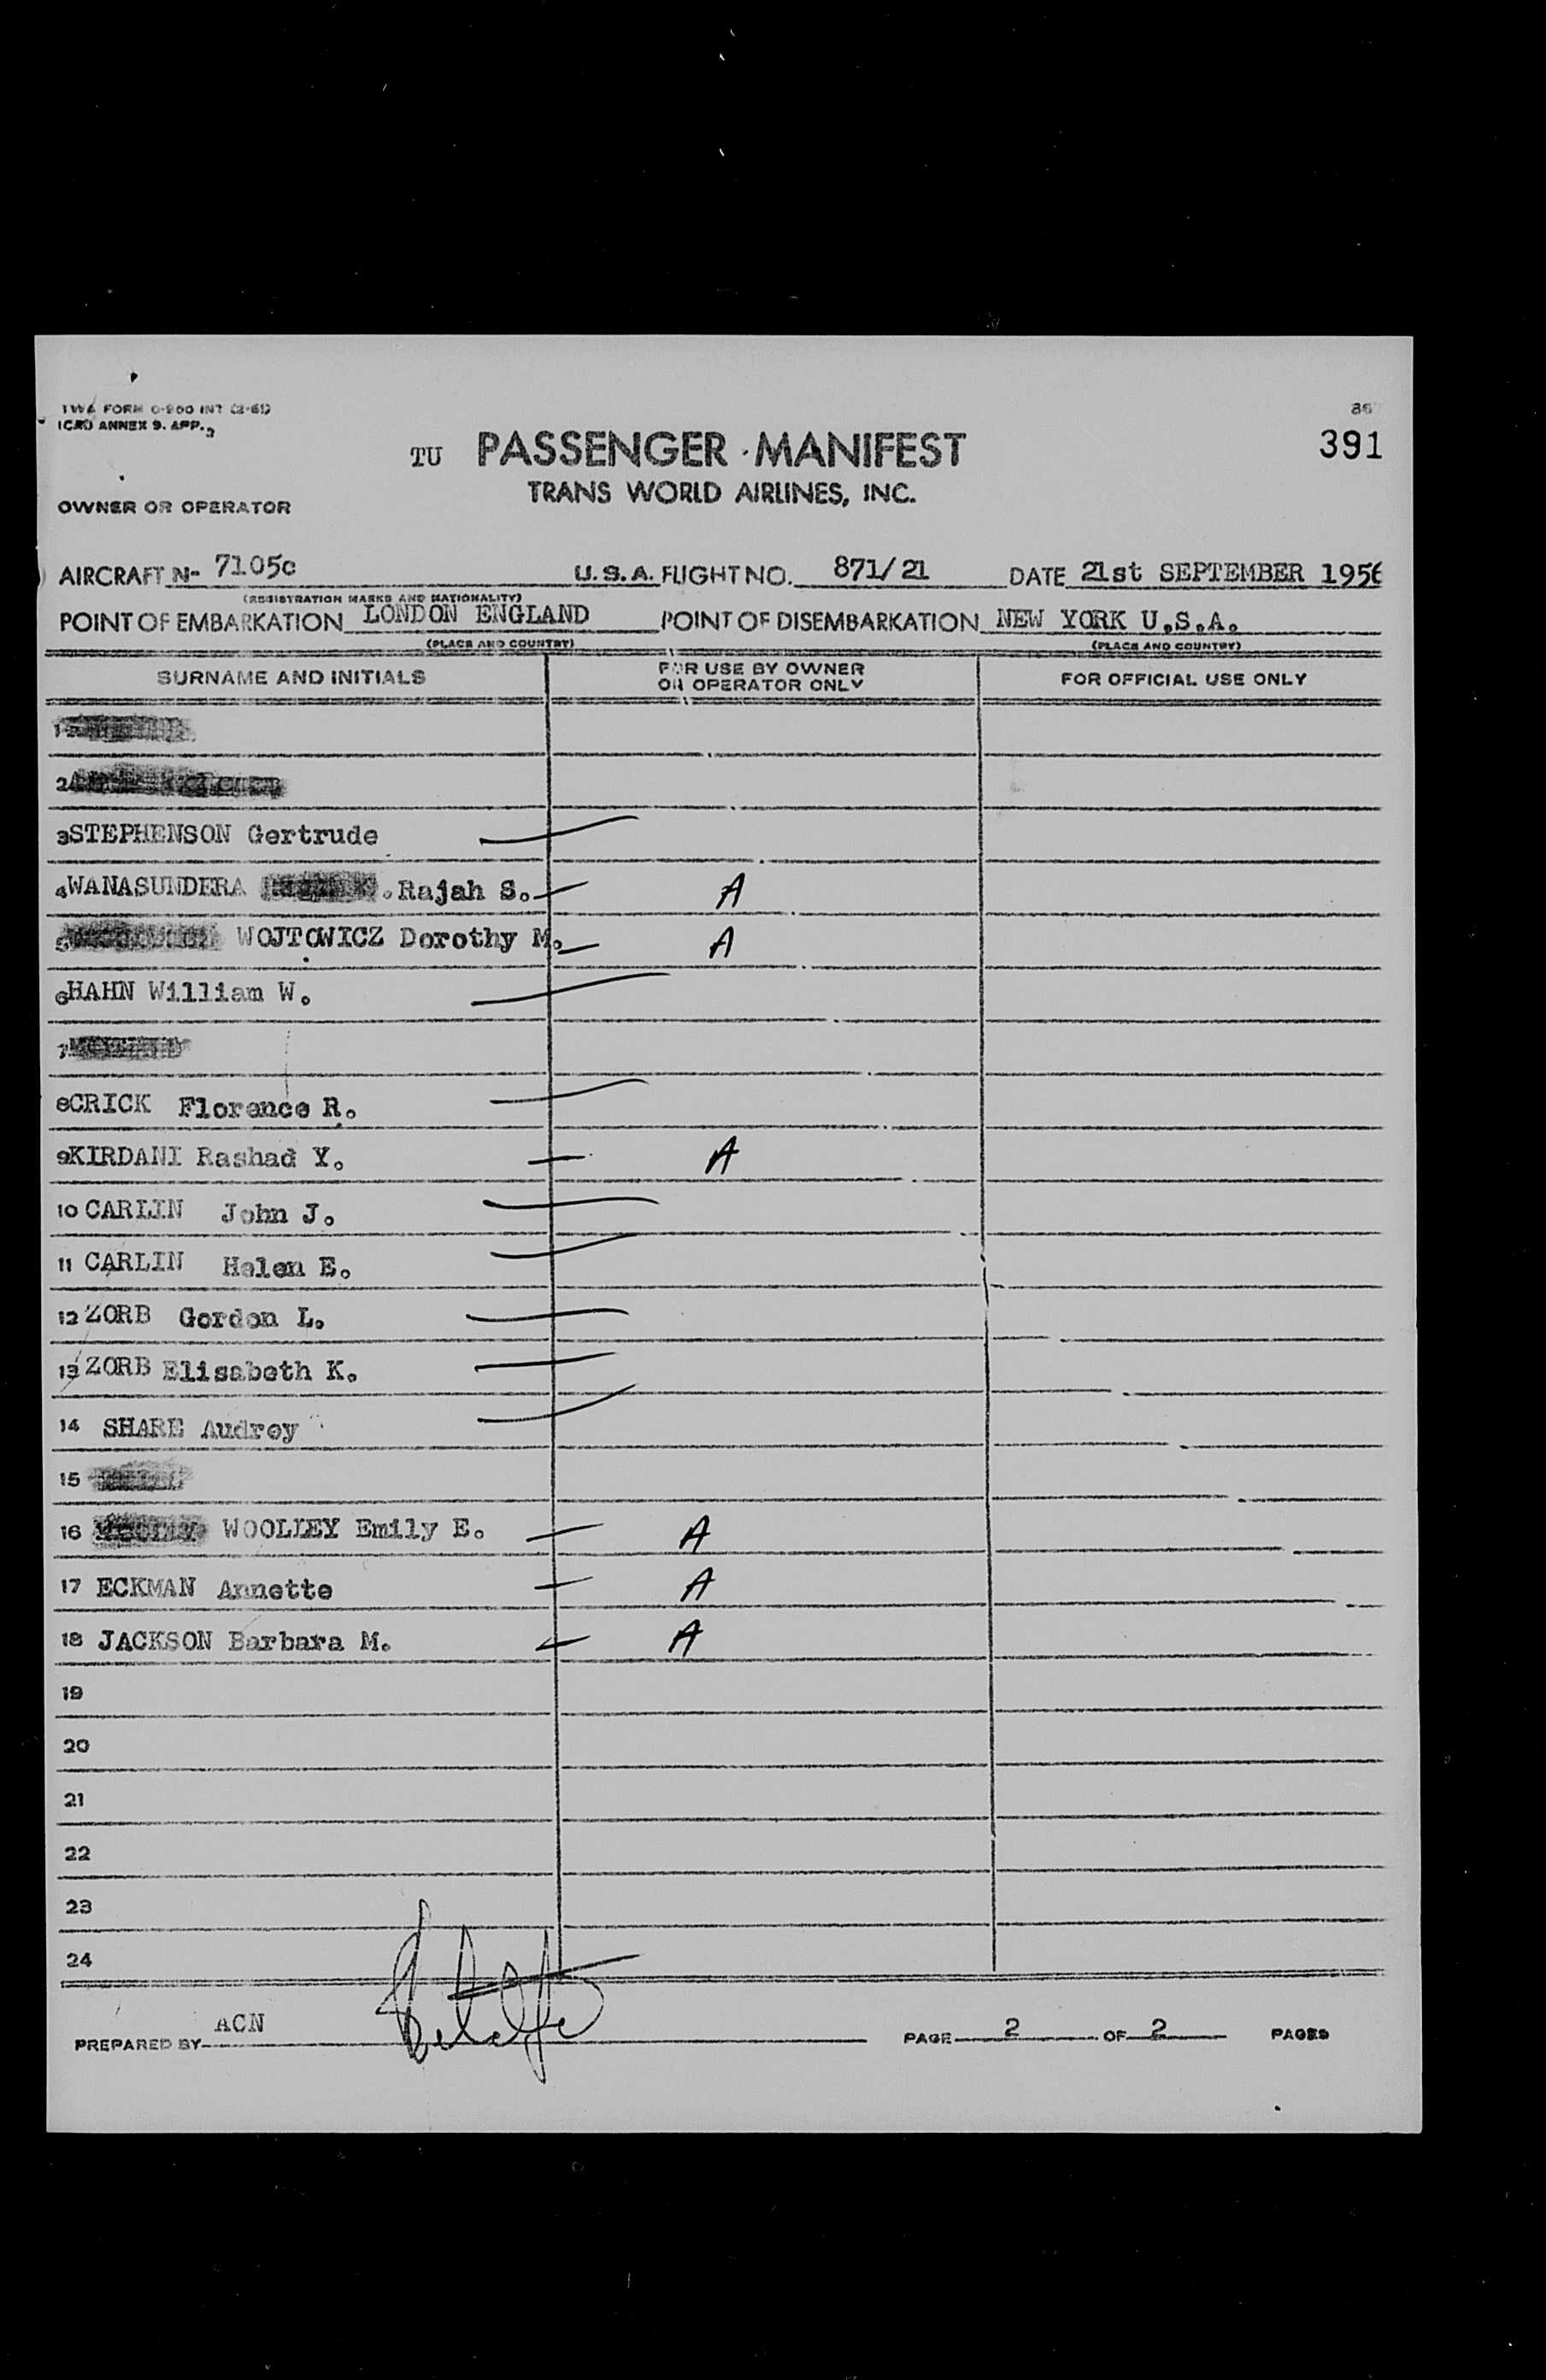 TWA FORM O-900 INT (2-61)
ICAO ANNEX 9. APP. 3
391
TU PASSENGER MANIFEST
TRANS WORLD AIRLINES, INC.
OWNER OR OPERATOR
AIRCRAFT N- 7105c U.S.A. FLIGHT NO. 871/21 DATE 21st SEPTEMBER 1956
(REGISTRATION MARKS AND NATIONALITY)
POINT OF EMBARKATION LONDON ENGLAND POINT OF DISEMBARKATION NEW YORK U.S.A.
(PLACE AND COUNTRY) (PLACE AND COUNTRY)
SURNAME AND INITIALS FOR USE BY OWNER OR OPERATOR ONLY FOR OFFICIAL USE ONLY
1
2
3 STEPHENSON Gertrude
4 WANASUNDERA . Rajah S. A
5 WOJTOWICZ Dorothy M. A
6 HAHN William W.
7
8 CRICK Florence R.
9 KIRDANI Rashad Y. A
10 CARLIN John J.
11 CARLIN Helen E.
12 ZORB Gordon L.
13 ZORB Elisabeth K.
14 SHARE Audrey
15
16 WOOLLEY Emily E. A
17 ECKMAN Annette A
18 JACKSON Barbara M. A
19
20
21
22
23
24
PREPARED BY ACN PAGE 2 OF 2 PAGES